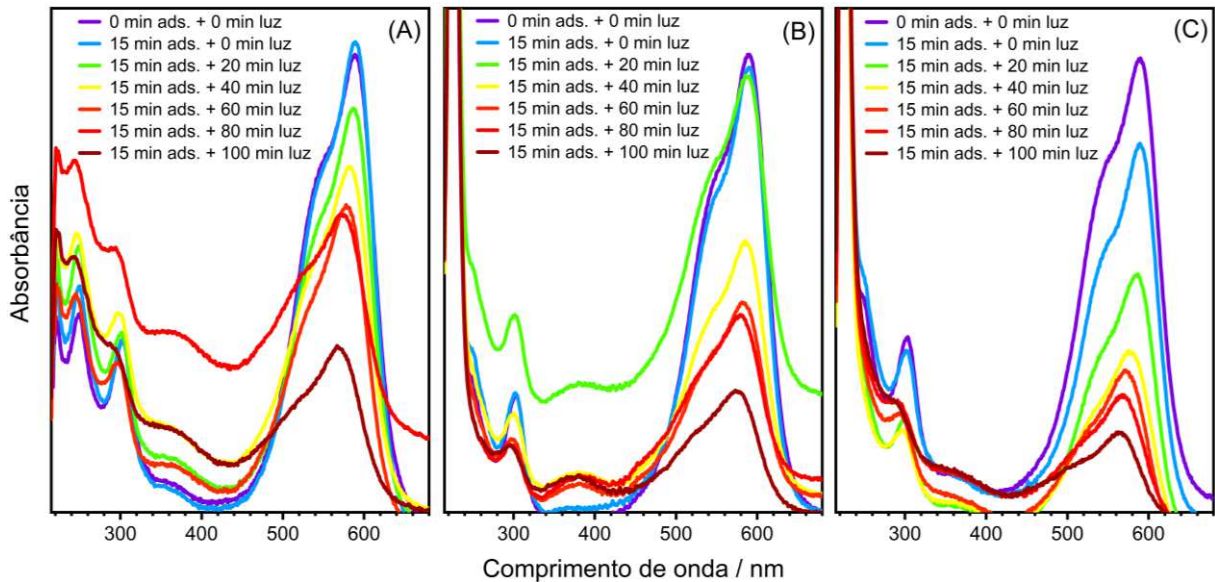 0 min ads. + 0 min luz
15 min ads. + 0 min luz
15 min ads. + 20 min luz
15 min ads. + 40 min luz
15 min ads. + 60 min luz
15 min ads. + 80 min luz
15 min ads. + 100 min luz
(A)
0 min ads. + 0 min luz
15 min ads. + 0 min luz
15 min ads. + 20 min luz
15 min ads. + 40 min luz
15 min ads. + 60 min luz
15 min ads. + 80 min luz
15 min ads. + 100 min luz
(B)
0 min ads. + 0 min luz
15 min ads. + 0 min luz
15 min ads. + 20 min luz
15 min ads. + 40 min luz
15 min ads. + 60 min luz
15 min ads. + 80 min luz
15 min ads. + 100 min luz
(C)
Absorbância
300 400 500 600
300 400 500 600
300 400 500 600
Comprimento de onda / nm